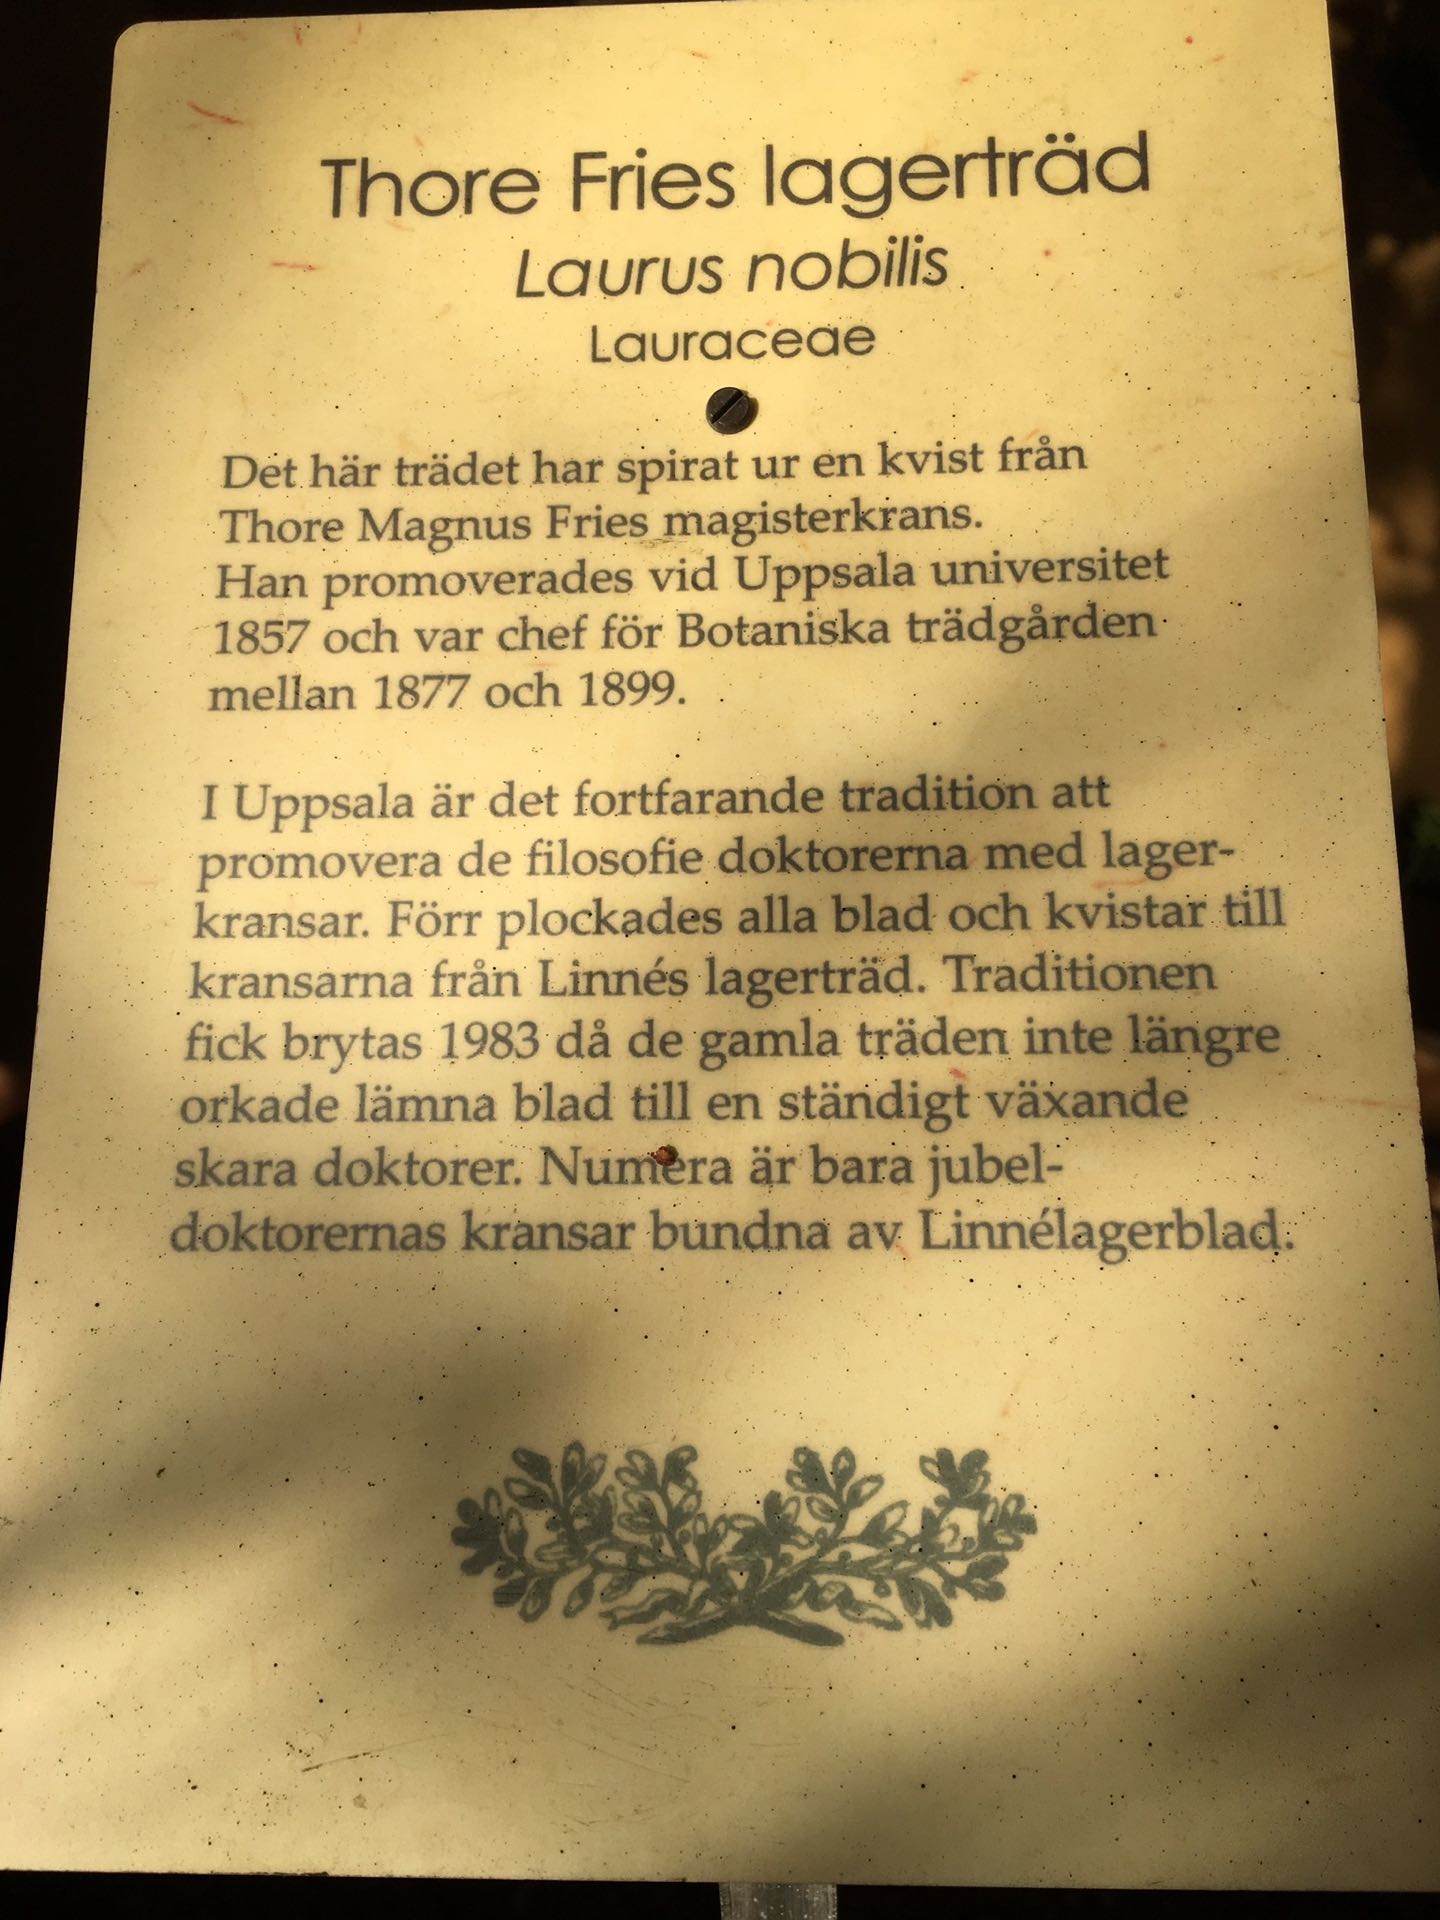 Thore Fries lagerträd
Laurus nobilis
Lauraceae
Det här trädet har spirat ur en kvist från
Thore Magnus Fries magisterkrans.
Han promoverades vid Uppsala universitet
1857 och var chef för Botaniska trädgården
mellan 1877 och 1899.
I Uppsala är det fortfarande tradition att
promovera de filosofie doktorerna med lager-
kransar. Förr plockades alla blad och kvistar till
kransarna från Linnés lagerträd. Traditionen
fick brytas 1983 då de gamla träden inte längre
orkade lämna blad till en ständigt växande
skara doktorer. Numera är bara jubel-
doktorernas kransar bundna av Linnélagerblad.